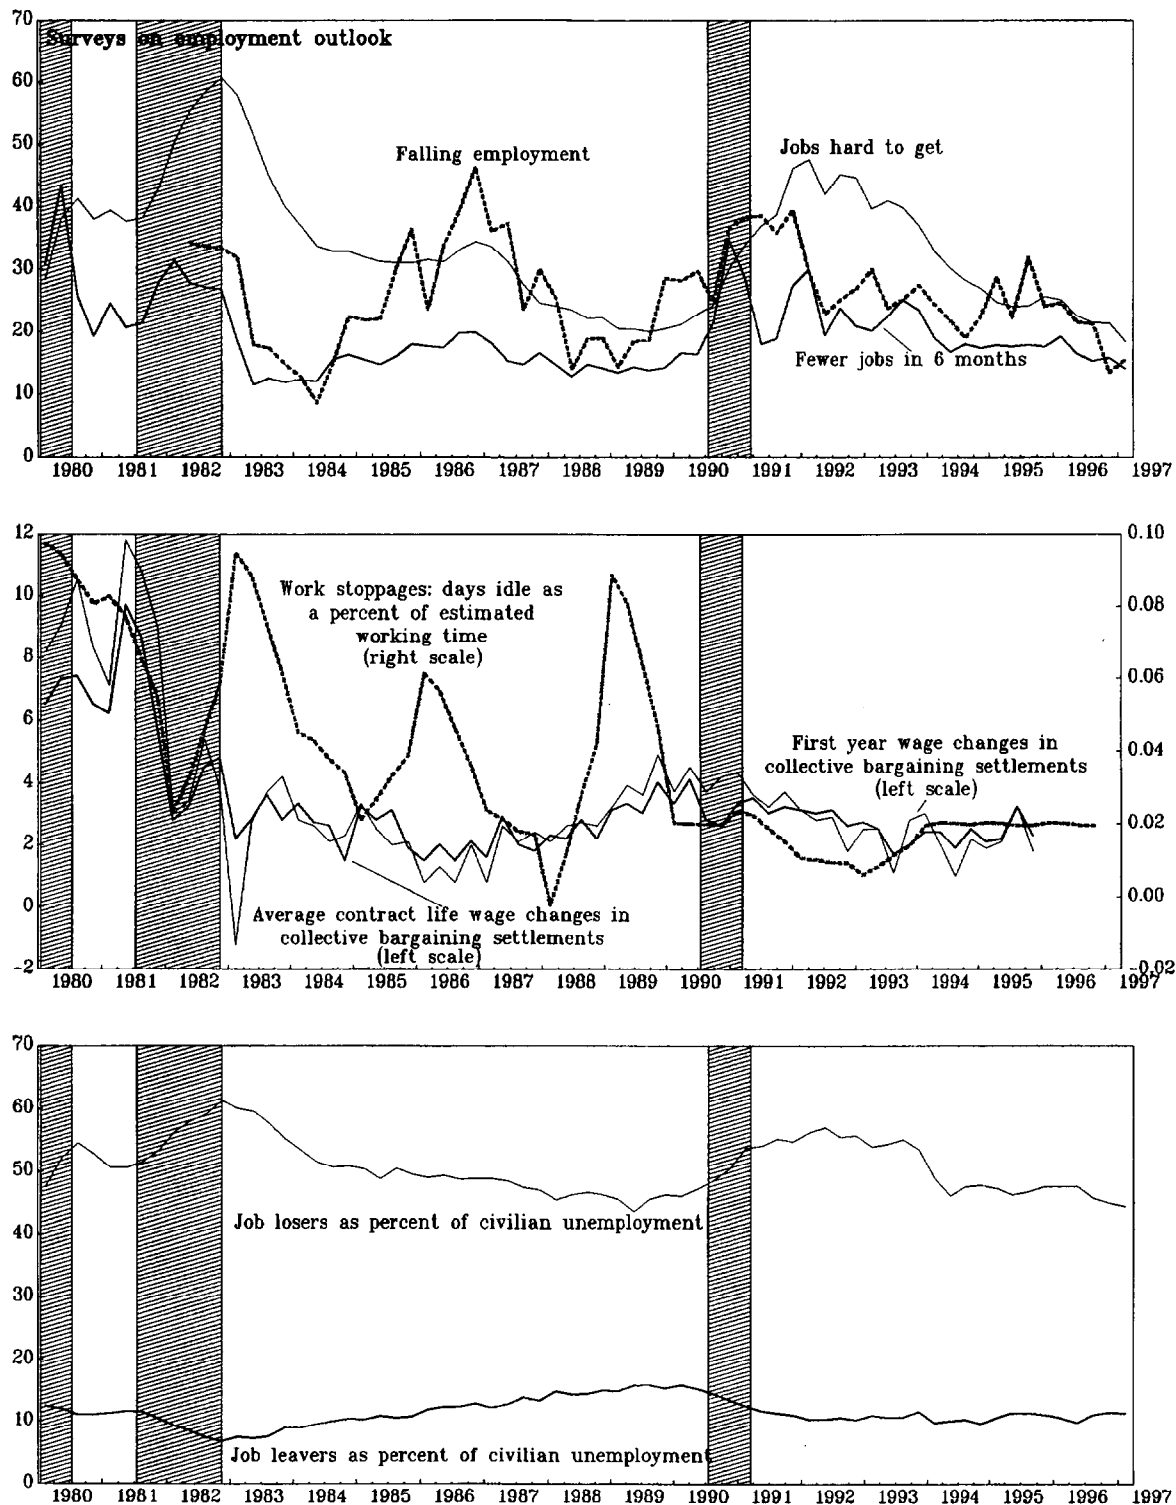 70
Surveys on employment outlook
60
50
Falling employment
Jobs hard to get
40
30
20
Fewer jobs in 6 months
10
0
1980 1981 1982 1983 1984 1985 1986 1987 1988 1989 1990 1991 1992 1993 1994 1995 1996 1997
12 0.10
Work stoppages: days idle as
a percent of estimated
working time
(right scale)
10
0.08
8
0.06
6
First year wage changes in
collective bargaining settlements
(left scale)
0.04
4
0.02
2
0.00
0
Average contract life wage changes in
collective bargaining settlements
(left scale)
-2 -0.02
1980 1981 1982 1983 1984 1985 1986 1987 1988 1989 1990 1991 1992 1993 1994 1995 1996 1997
70
60
50
Job losers as percent of civilian unemployment
40
30
20
10
Job leavers as percent of civilian unemployment
0
1980 1981 1982 1983 1984 1985 1986 1987 1988 1989 1990 1991 1992 1993 1994 1995 1996 1997